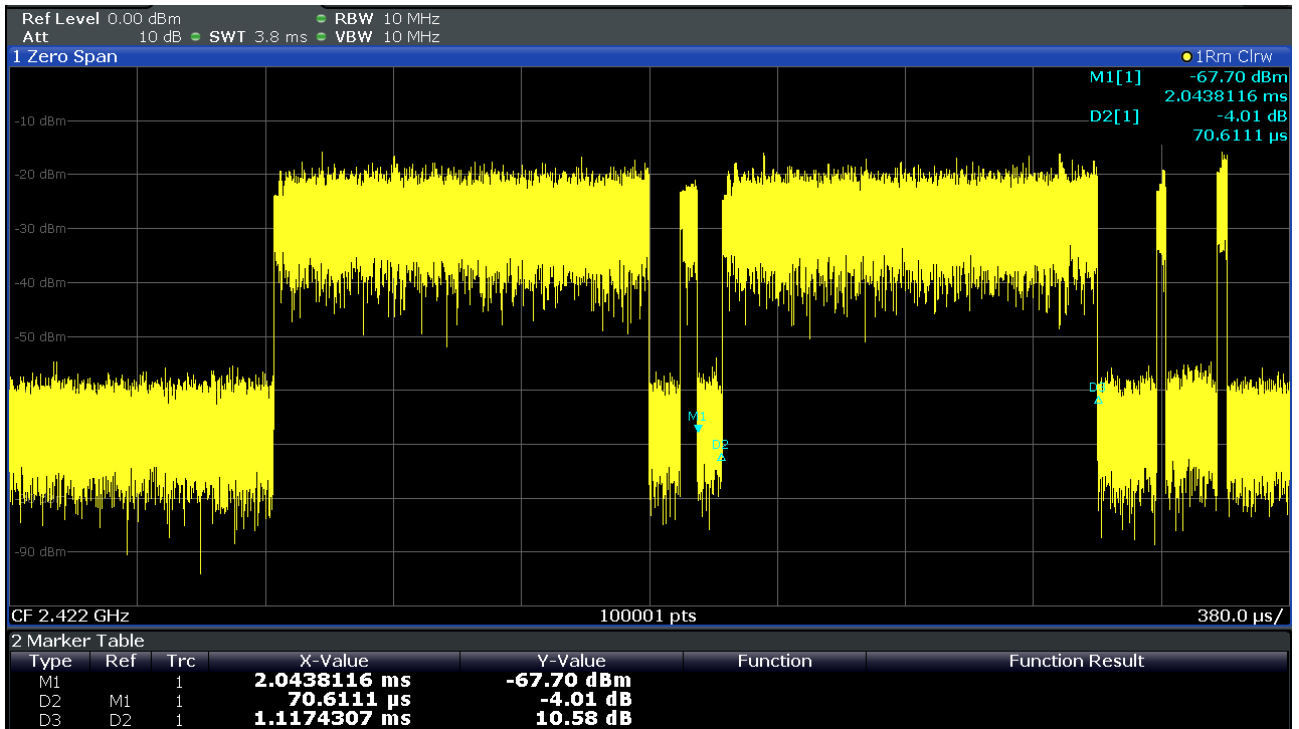 Ref Level 0.00 dBm RBW 10 MHz
Att 10 dB SWT 3.8 ms VBW 10 MHz
1 Zero Span 1Rm Clrw
M1[1] -67.70 dBm
2.0438116 ms
D2[1] -4.01 dB
70.6111 µs
-10 dBm
-20 dBm
-30 dBm
-40 dBm
-50 dBm
M1
D2
-90 dBm
CF 2.422 GHz 100001 pts 380.0 µs/
2 Marker Table
Type Ref Trc X-Value Y-Value Function Function Result
M1 1 2.0438116 ms -67.70 dBm
D2 M1 1 70.6111 µs -4.01 dB
D3 D2 1 1.1174307 ms 10.58 dB